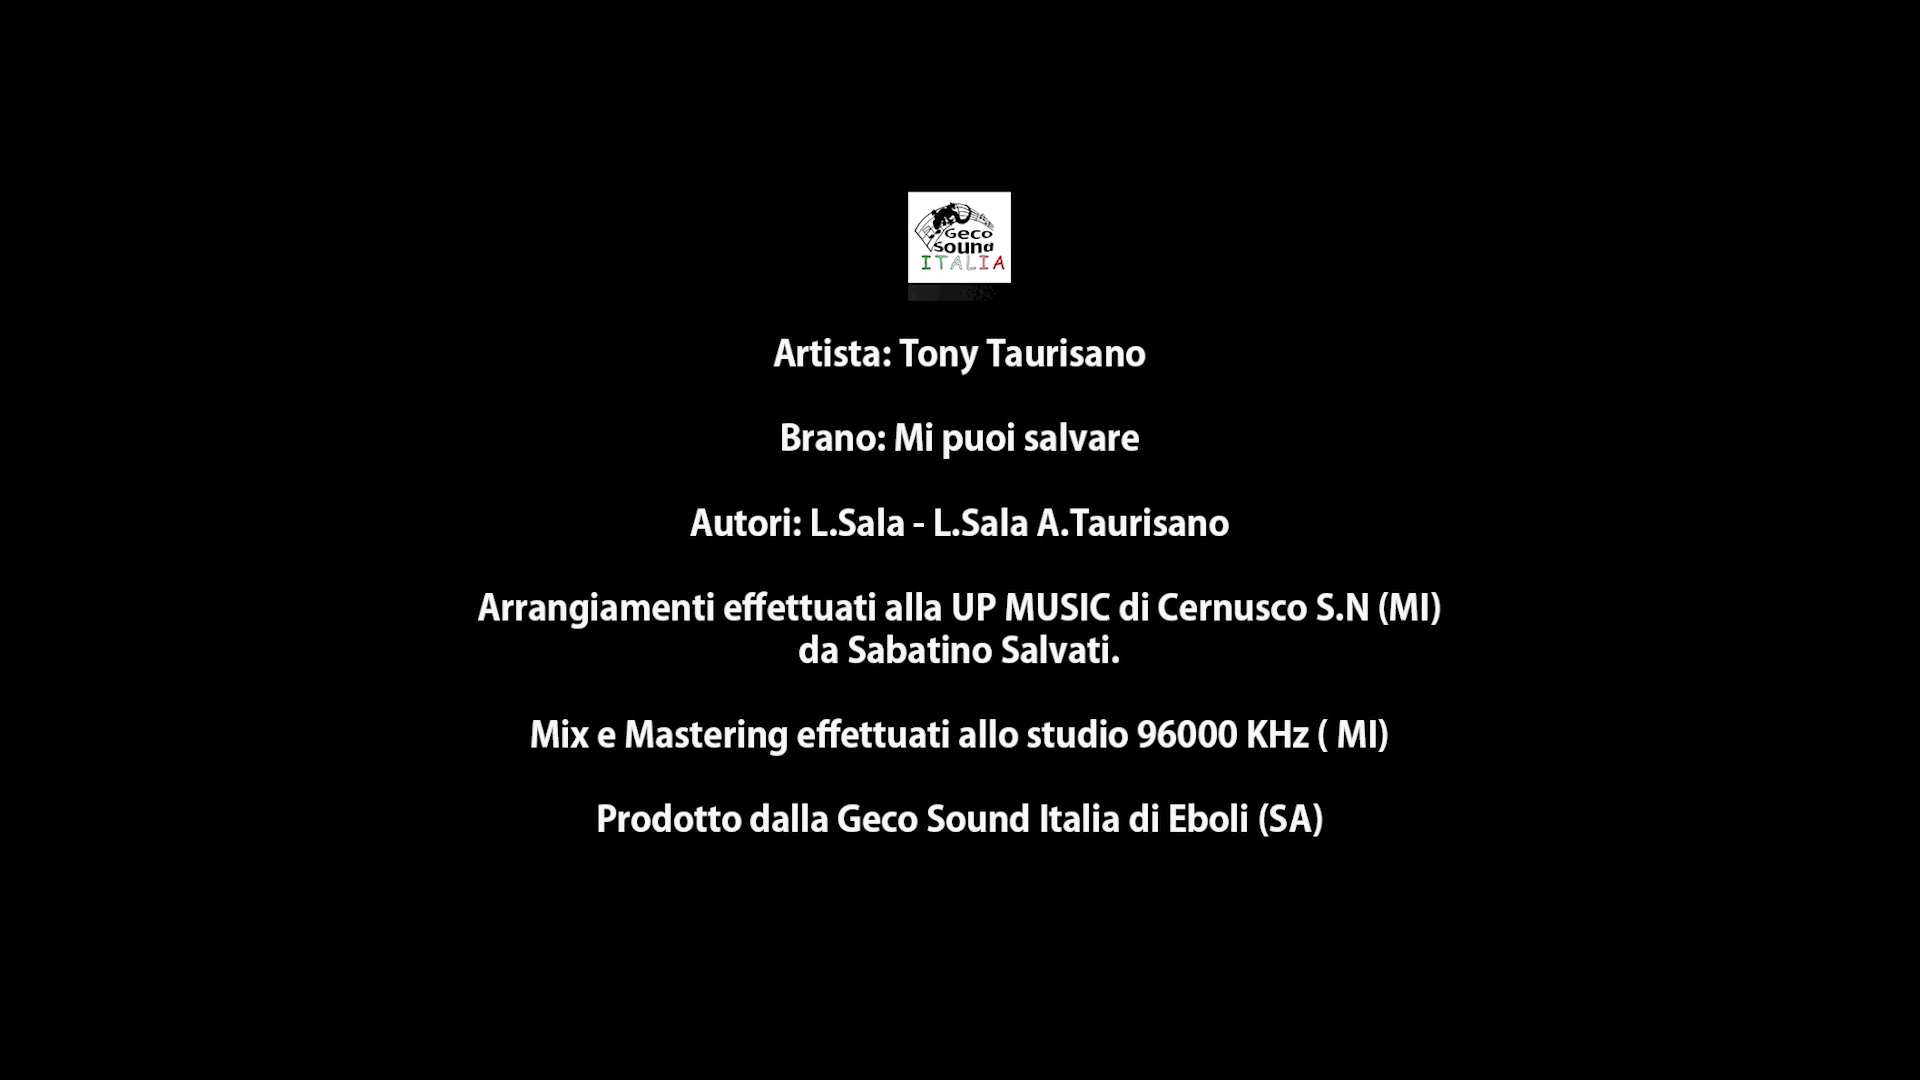 Geco
Sound
ITALIA
Artista: Tony Taurisano
Brano: Mi puoi salvare
Autori: L.Sala - L.Sala A.Taurisano
Arrangiamenti effettuati alla UP MUSIC di Cernusco S.N (MI)
da Sabatino Salvati.
Mix e Mastering effettuati allo studio 96000 KHz ( MI)
Prodotto dalla Geco Sound Italia di Eboli (SA)